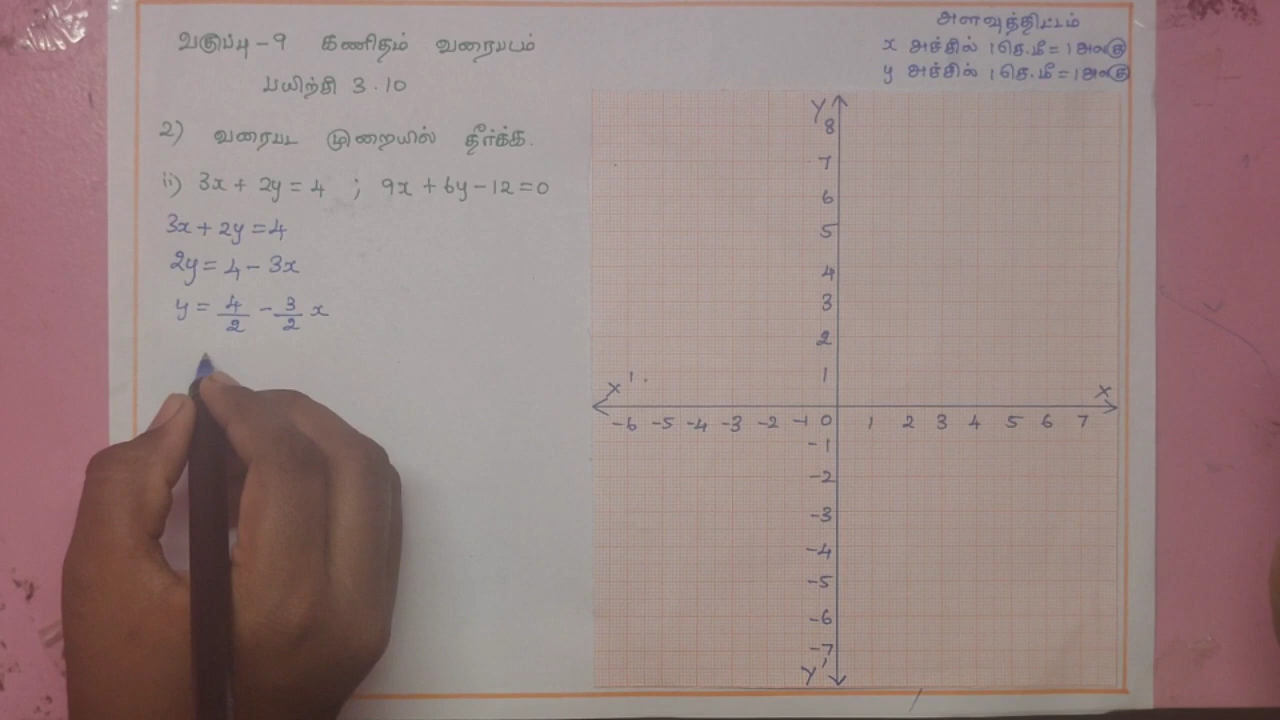 வகுப்பு - 9 கணிதம் வரைபடம்
பயிற்சி 3.10
அளவுத்திட்டம்
x அச்சில் 1 செ.மீ = 1 அலகு
y அச்சில் 1 செ.மீ = 1 அலகு
2) வரைபட முறையில் தீர்க்க.
ii) 3x + 2y = 4 ; 9x + 6y - 12 = 0
3x + 2y = 4
2y = 4 - 3x
y = 4/2 - 3/2 x
Y
8
7
6
5
4
3
2
1
X' X
-6 -5 -4 -3 -2 -1 0 1 2 3 4 5 6 7
-1
-2
-3
-4
-5
-6
-7
Y'